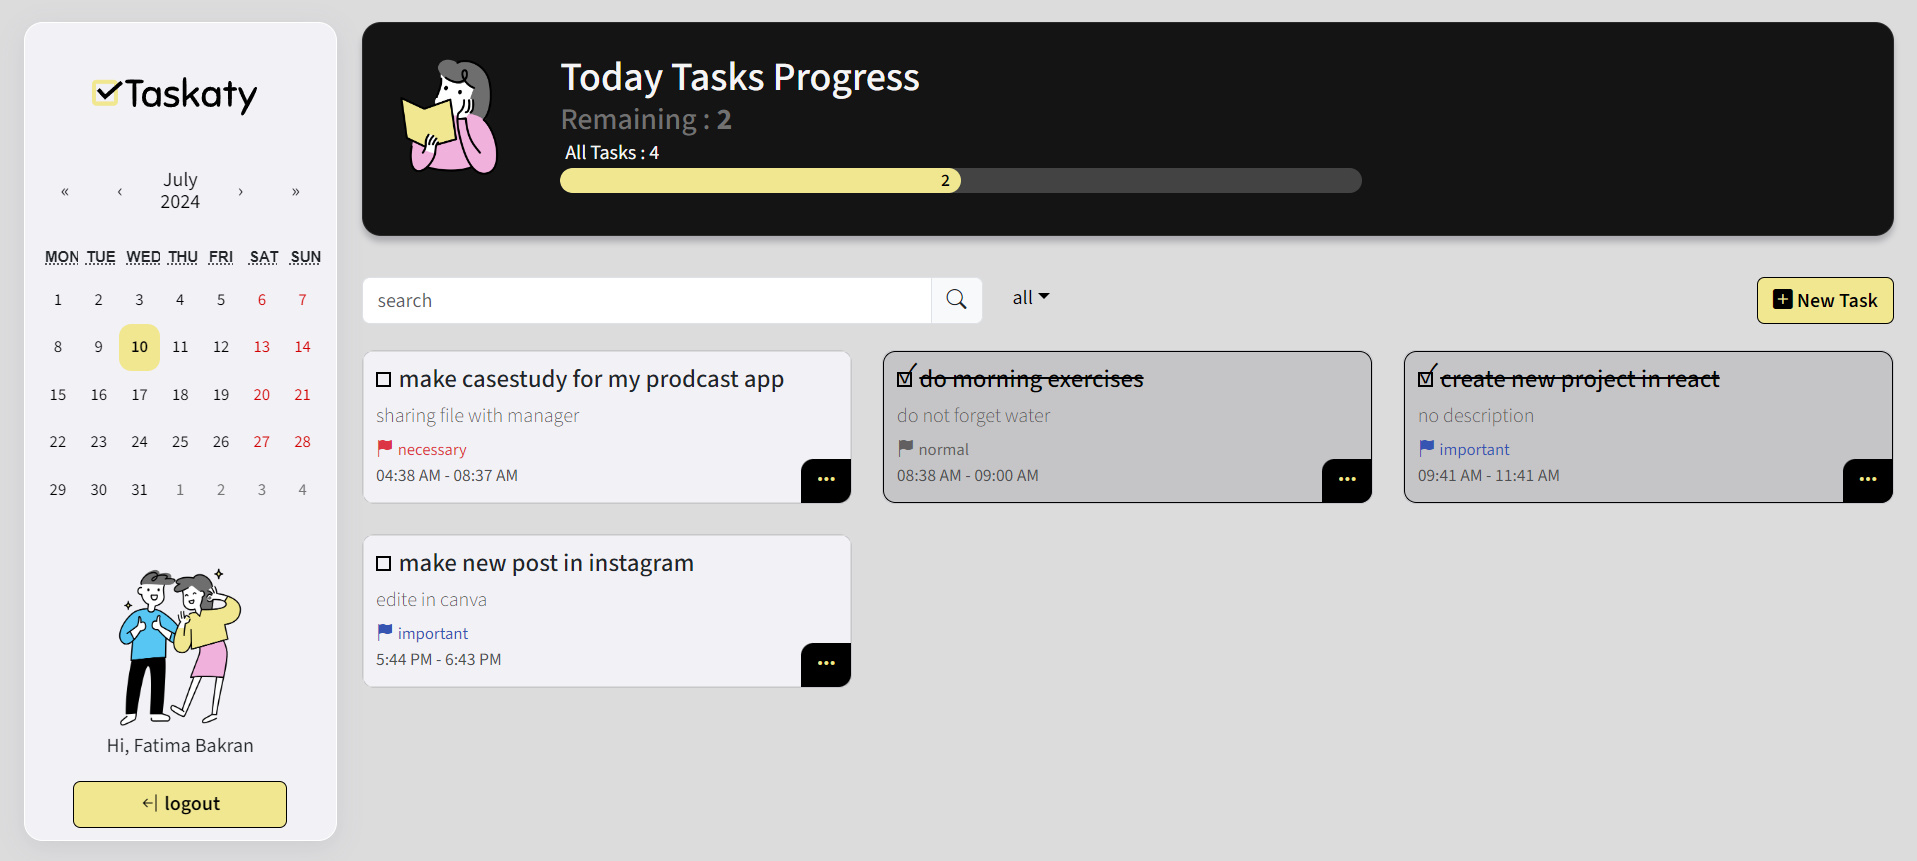 Taskaty
« ‹ July 2024 › »
MON TUE WED THU FRI SAT SUN
1 2 3 4 5 6 7
8 9 10 11 12 13 14
15 16 17 18 19 20 21
22 23 24 25 26 27 28
29 30 31 1 2 3 4
Hi, Fatima Bakran
logout
Today Tasks Progress
Remaining : 2
All Tasks : 4
2
search
all
New Task
make casestudy for my prodcast app
sharing file with manager
necessary
04:38 AM - 08:37 AM
do morning exercises
do not forget water
normal
08:38 AM - 09:00 AM
create new project in react
no description
important
09:41 AM - 11:41 AM
make new post in instagram
edite in canva
important
5:44 PM - 6:43 PM